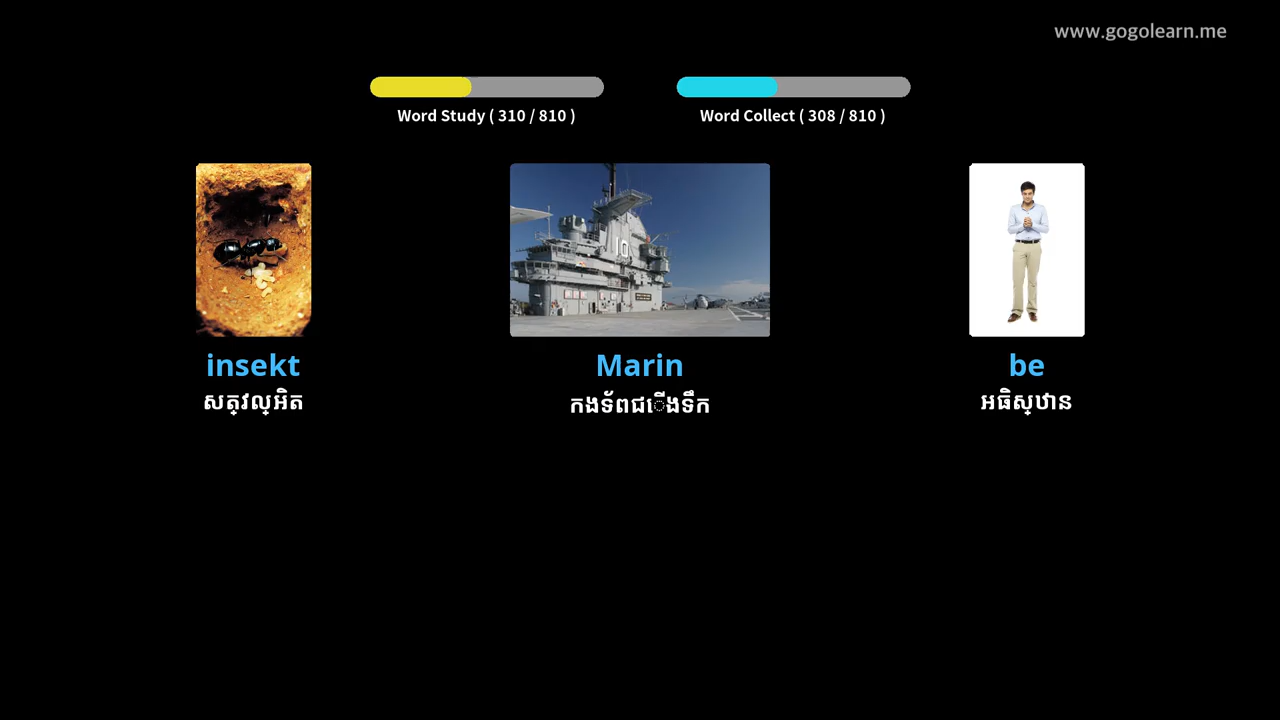 www.gogolearn.me
Word Study ( 310 / 810 )
Word Collect ( 308 / 810 )
10
insekt
សត្វល្អិត
Marin
កងទ័ពជើងទឹក
be
អធិស្ឋាន